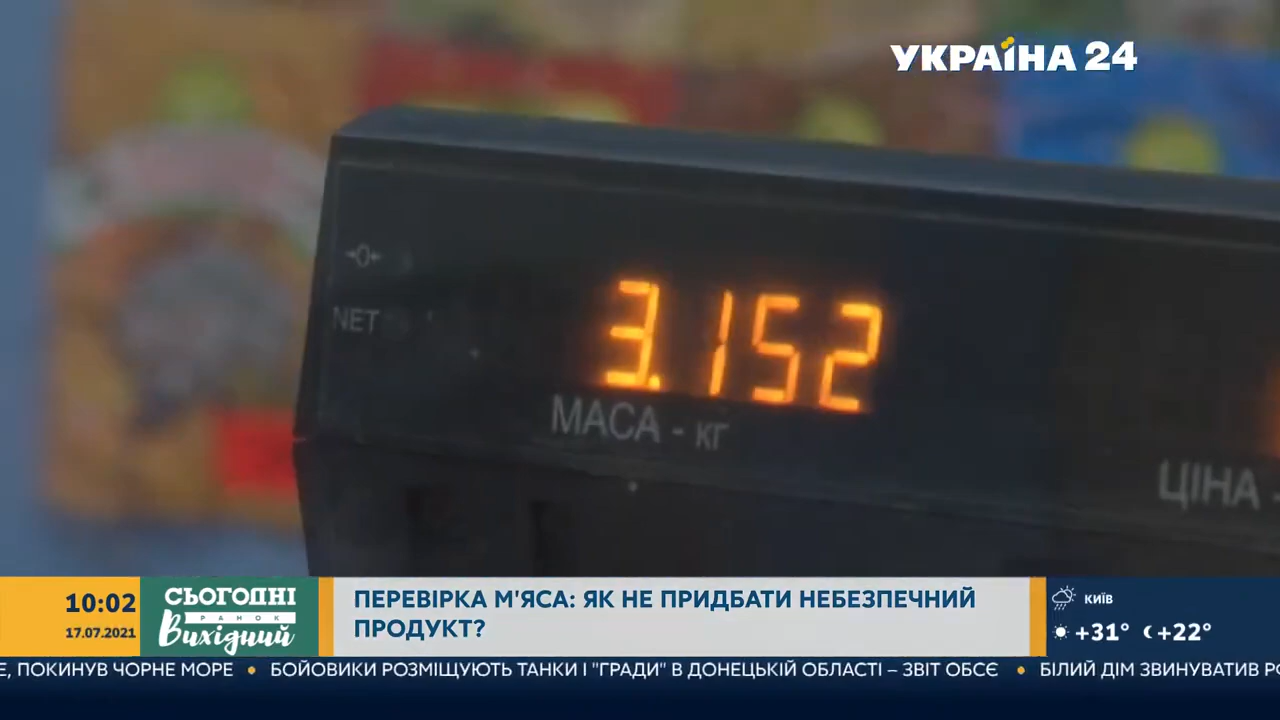 УКРАЇНА 24
NET
3.152
МАСА - кг
ЦІНА -
10:02
17.07.2021
СЬОГОДНІ
РАНОК
Вихідний
ПЕРЕВІРКА М'ЯСА: ЯК НЕ ПРИДБАТИ НЕБЕЗПЕЧНИЙ
ПРОДУКТ?
КИЇВ
+31° +22°
Е, ПОКИНУВ ЧОРНЕ МОРЕ • БОЙОВИКИ РОЗМІЩУЮТЬ ТАНКИ І "ГРАДИ" В ДОНЕЦЬКІЙ ОБЛАСТІ – ЗВІТ ОБСЄ • БІЛИЙ ДІМ ЗВИНУВАТИВ РФ